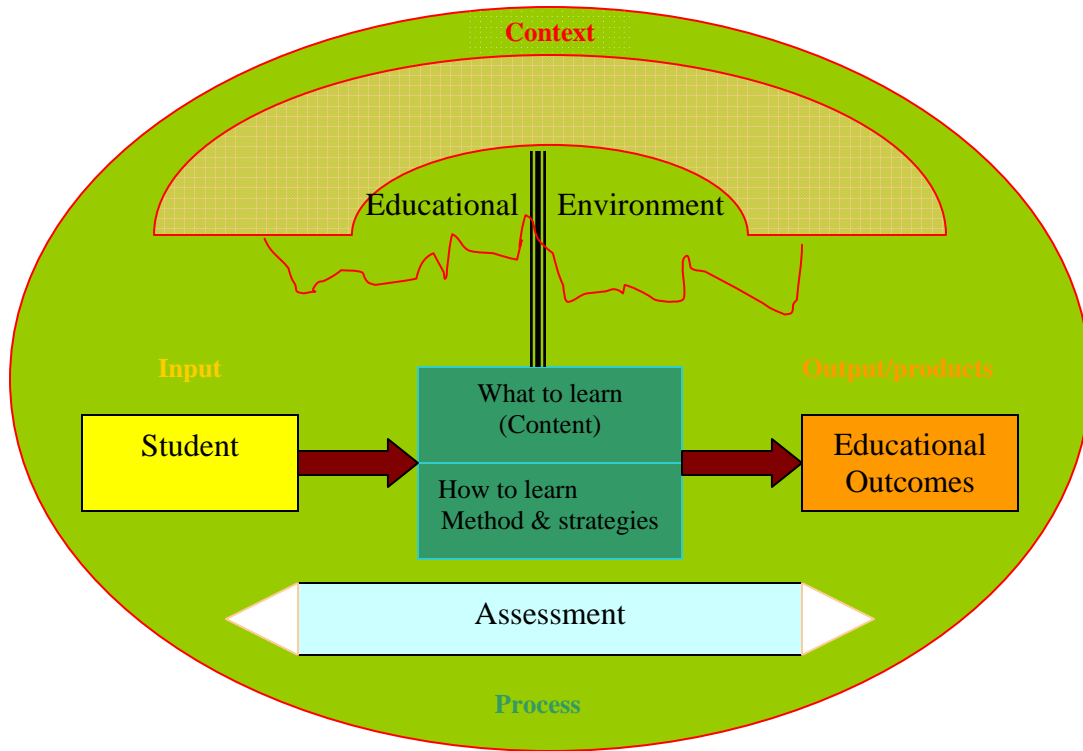 Context
Educational Environment
Input
Output/products
Student
What to learn
(Content)
How to learn
Method & strategies
Educational
Outcomes
Assessment
Process